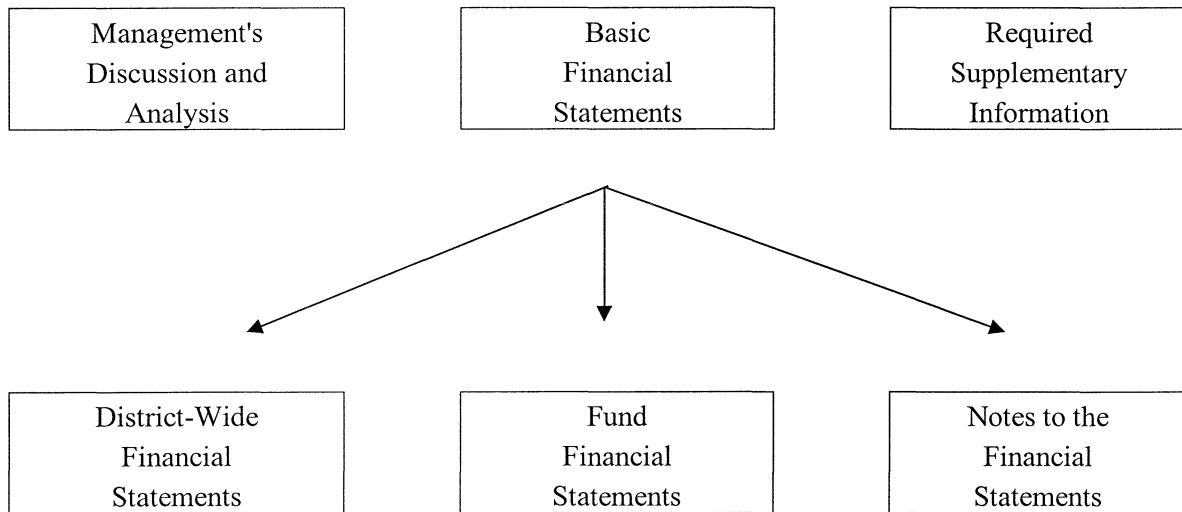 Management's
Discussion and
Analysis
Basic
Financial
Statements
Required
Supplementary
Information
District-Wide
Financial
Statements
Fund
Financial
Statements
Notes to the
Financial
Statements